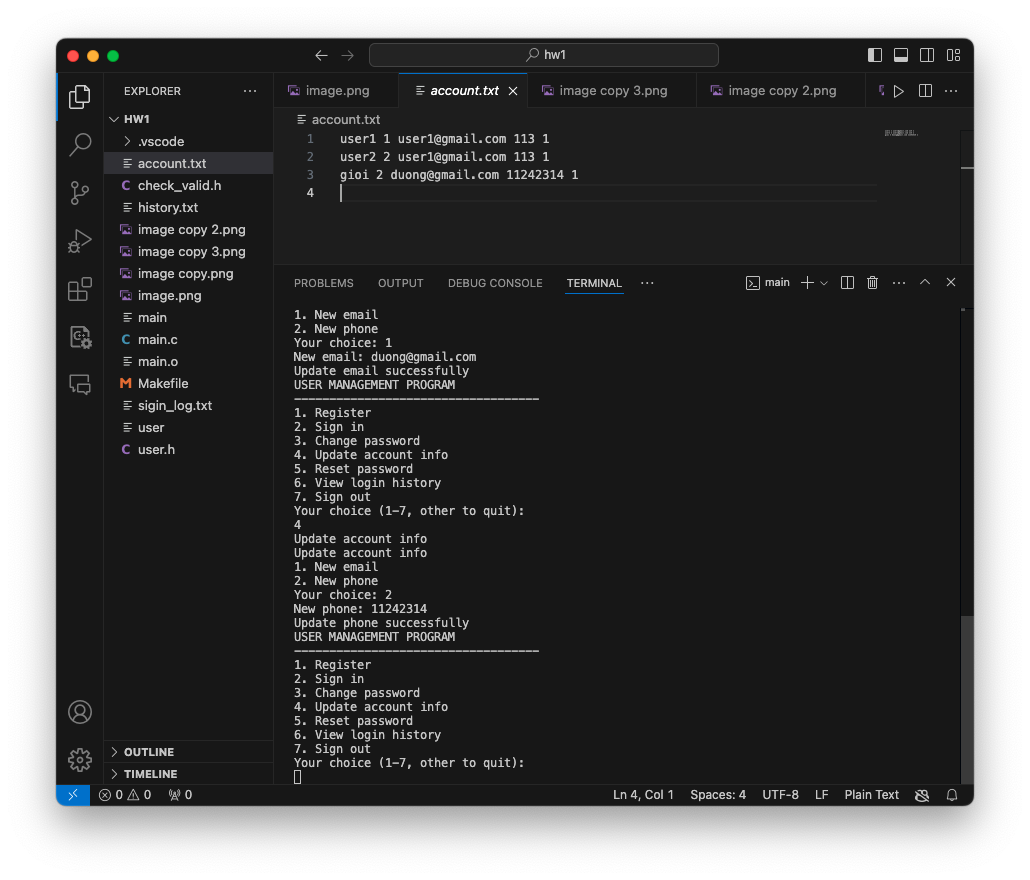 hw1
EXPLORER
HW1
.vscode
account.txt
check_valid.h
history.txt
image copy 2.png
image copy 3.png
image copy.png
image.png
main
main.c
main.o
Makefile
sigin_log.txt
user
user.h
OUTLINE
TIMELINE
image.png account.txt image copy 3.png image copy 2.png
account.txt
1 user1 1 user1@gmail.com 113 1
2 user2 2 user1@gmail.com 113 1
3 gioi 2 duong@gmail.com 11242314 1
4
PROBLEMS OUTPUT DEBUG CONSOLE TERMINAL main
1. New email
2. New phone
Your choice: 1
New email: duong@gmail.com
Update email successfully
USER MANAGEMENT PROGRAM
-----------------------------------
1. Register
2. Sign in
3. Change password
4. Update account info
5. Reset password
6. View login history
7. Sign out
Your choice (1-7, other to quit):
4
Update account info
Update account info
1. New email
2. New phone
Your choice: 2
New phone: 11242314
Update phone successfully
USER MANAGEMENT PROGRAM
-----------------------------------
1. Register
2. Sign in
3. Change password
4. Update account info
5. Reset password
6. View login history
7. Sign out
Your choice (1-7, other to quit):
0 0 0 Ln 4, Col 1 Spaces: 4 UTF-8 LF Plain Text